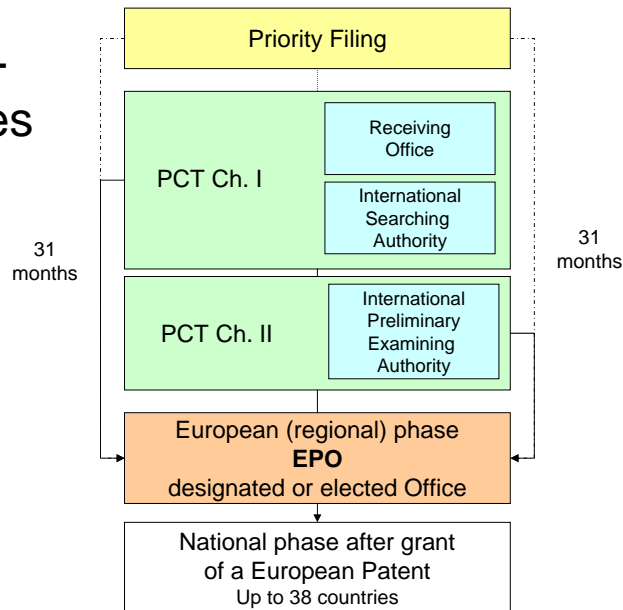 -
es
Priority Filing
PCT Ch. I
Receiving
Office
International
Searching
Authority
31
months
31
months
PCT Ch. II
International
Preliminary
Examining
Authority
European (regional) phase
EPO
designated or elected Office
National phase after grant
of a European Patent
Up to 38 countries